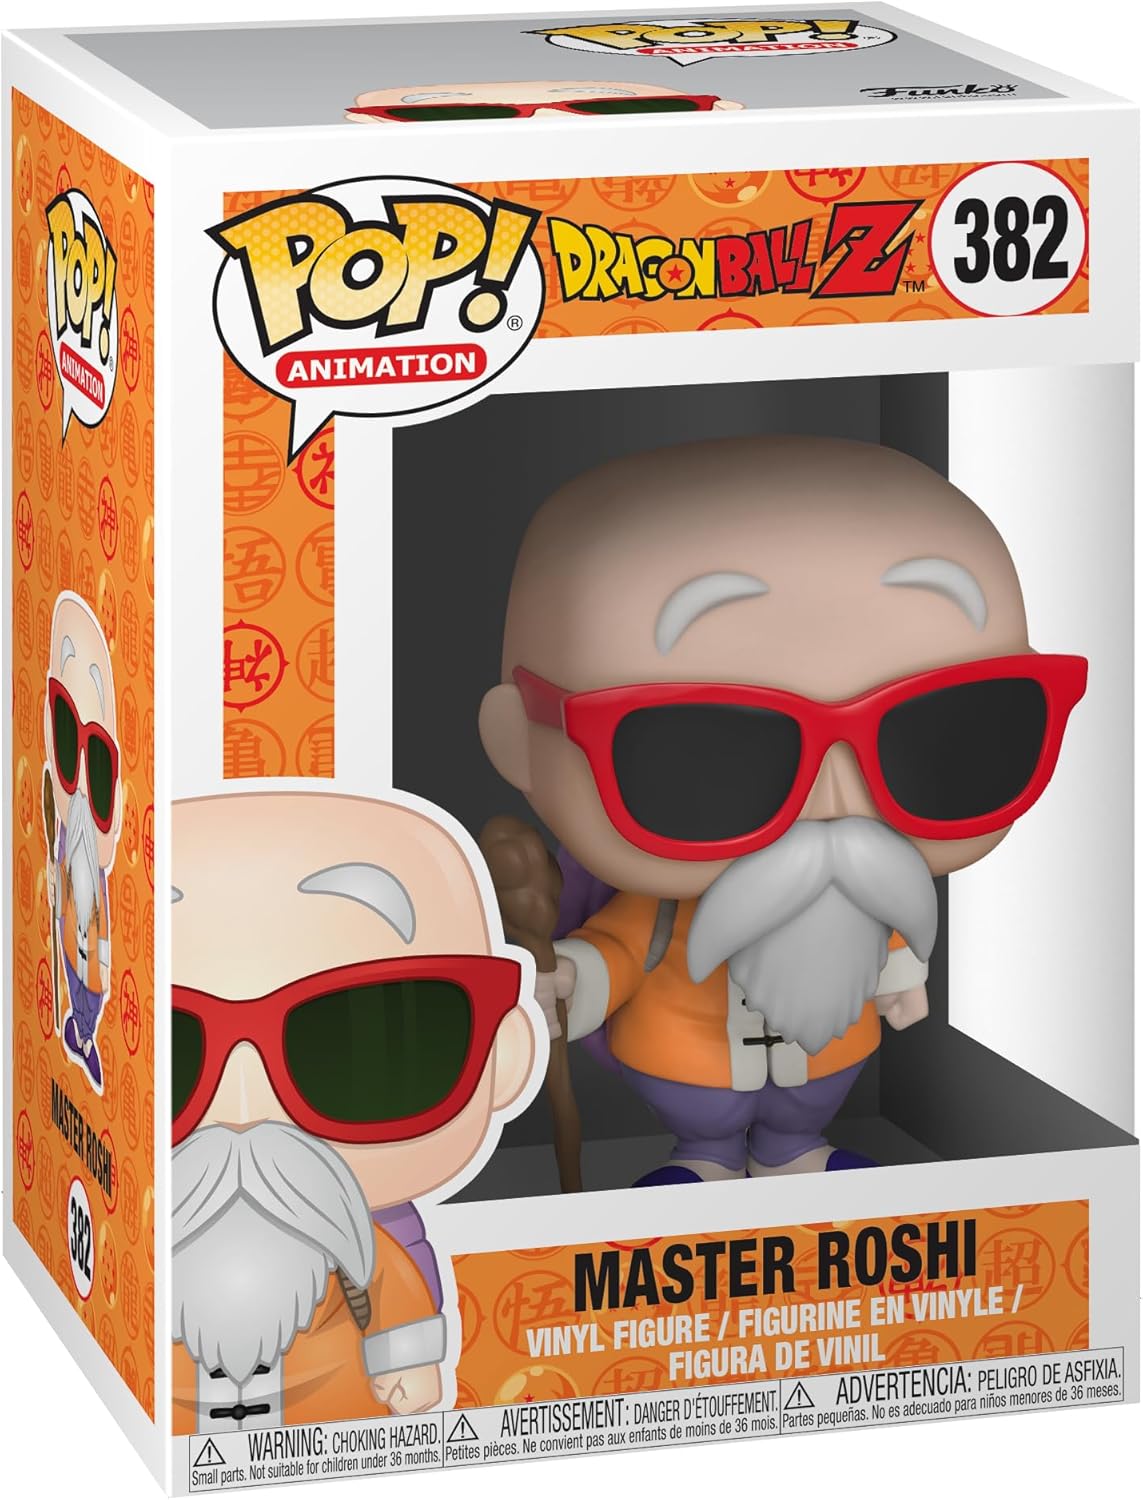 POP!
ANIMATION
Funko
POP!
ANIMATION
MASTER ROSHI
382
POP!®
ANIMATION
DRAGONBALL Z™
382
MASTER ROSHI
VINYL FIGURE / FIGURINE EN VINYLE /
FIGURA DE VINIL
WARNING: CHOKING HAZARD.
Small parts. Not suitable for children under 36 months.
AVERTISSEMENT: DANGER D'ÉTOUFFEMENT.
Petites pièces. Ne convient pas aux enfants de moins de 36 mois.
ADVERTENCIA: PELIGRO DE ASFIXIA.
Partes pequeñas. No es adecuado para niños menores de 36 meses.